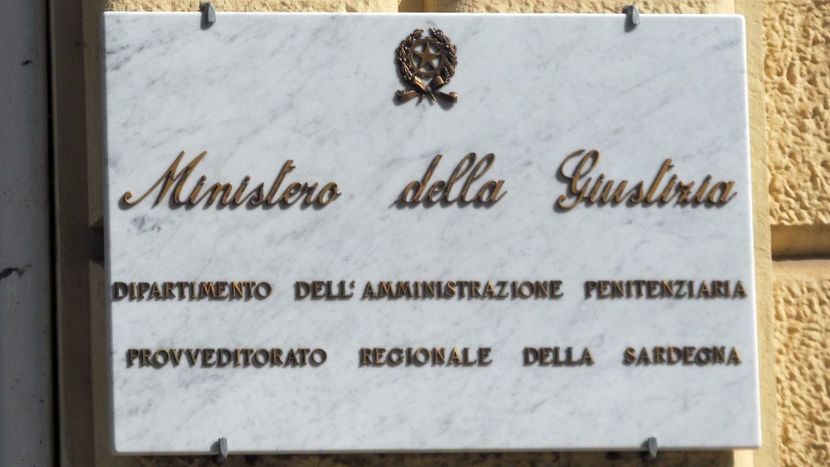 Ministero della Giustizia
DIPARTIMENTO DELL'AMMINISTRAZIONE PENITENZIARIA
PROVVEDITORATO REGIONALE DELLA SARDEGNA